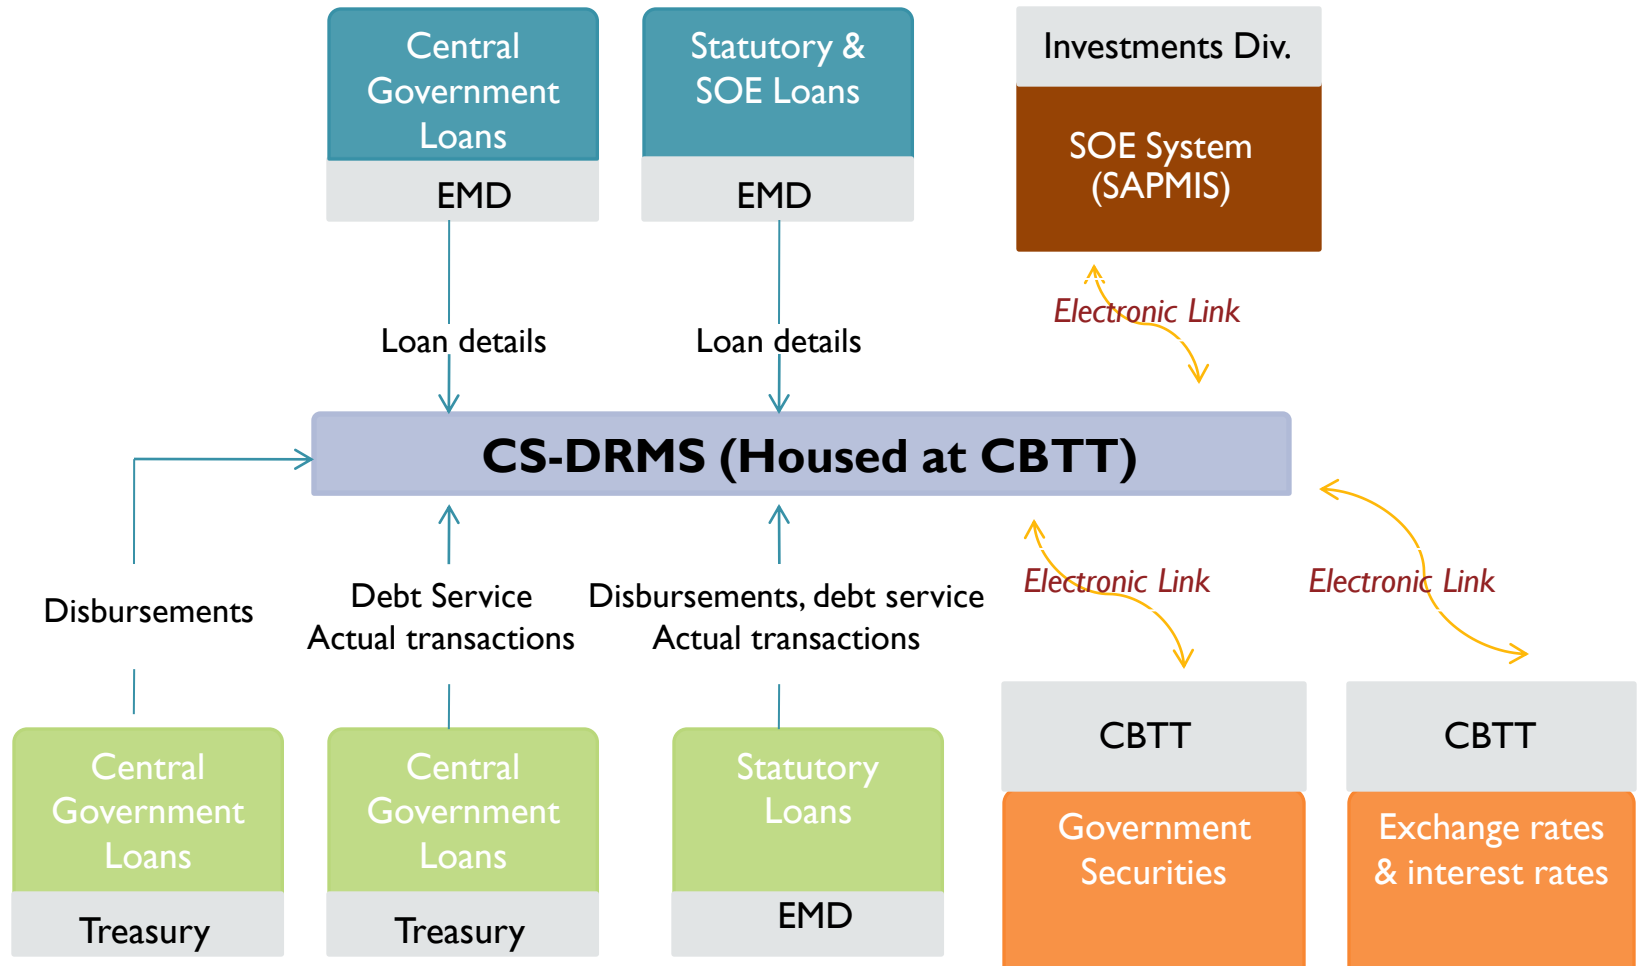 Central
Government
Loans
EMD
Statutory &
SOE Loans
EMD
Investments Div.
SOE System
(SAPMIS)
Loan details
Loan details
Electronic Link
CS-DRMS (Housed at CBTT)
Disbursements
Debt Service
Actual transactions
Disbursements, debt service
Actual transactions
Electronic Link
Electronic Link
Central
Government
Loans
Treasury
Central
Government
Loans
Treasury
Statutory
Loans
EMD
CBTT
Government
Securities
CBTT
Exchange rates
& interest rates